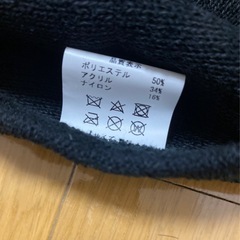 品質表示
ポリエステル 50%
アクリル 34%
ナイロン 16%